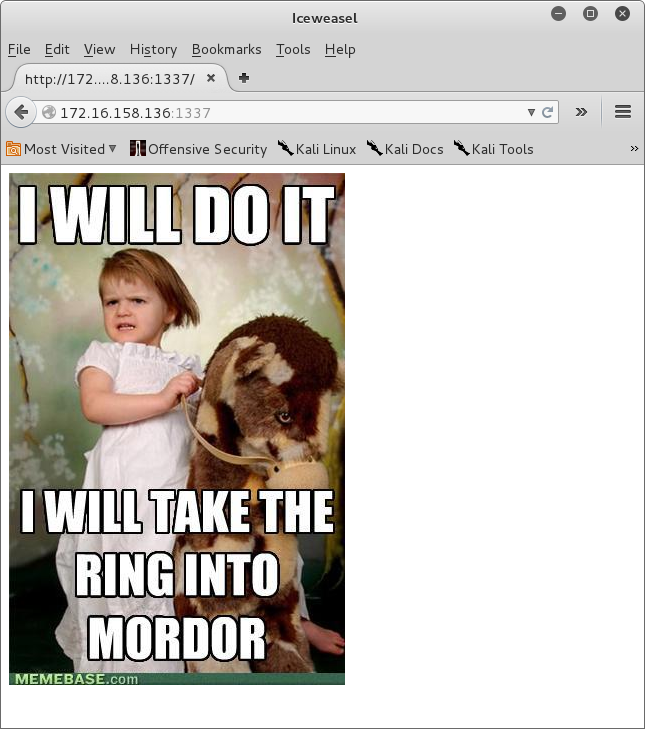 Iceweasel
File Edit View History Bookmarks Tools Help
http://172....8.136:1337/
172.16.158.136:1337
Most Visited Offensive Security Kali Linux Kali Docs Kali Tools
I WILL DO IT
I WILL TAKE THE
RING INTO
MORDOR
MEMEBASE.com